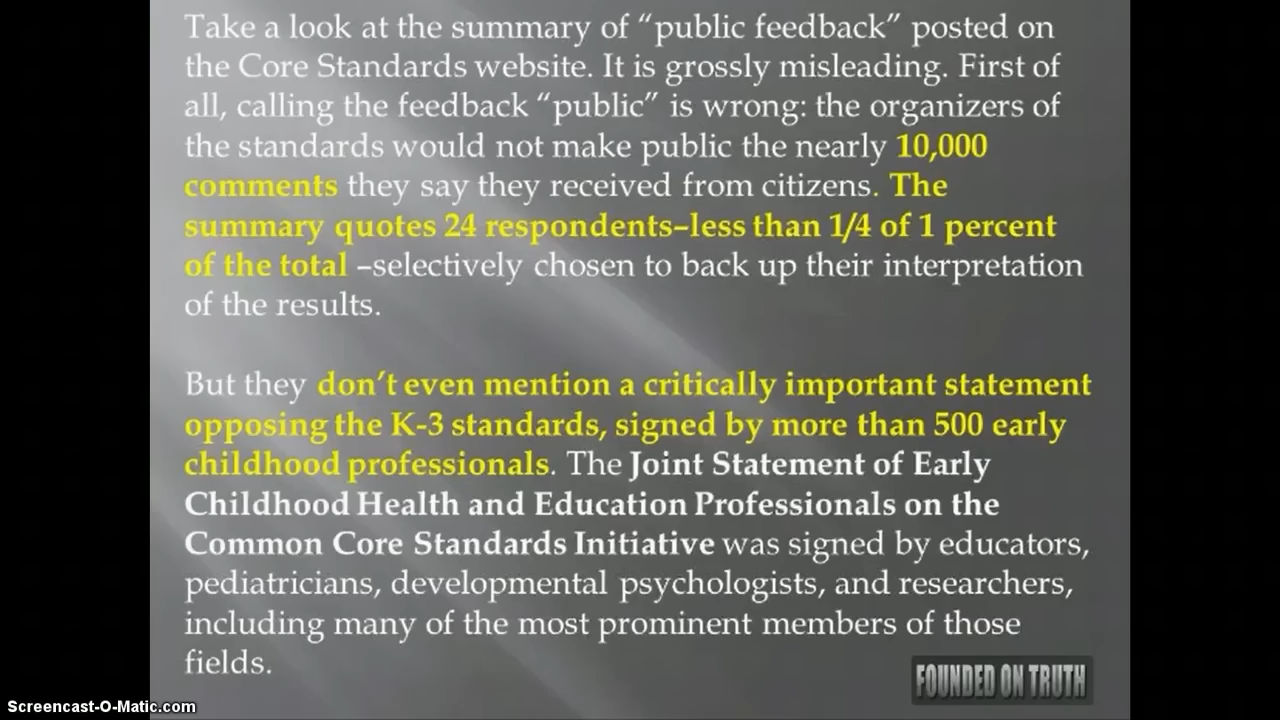 Take a look at the summary of “public feedback” posted on
the Core Standards website. It is grossly misleading. First of
all, calling the feedback “public” is wrong: the organizers of
the standards would not make public the nearly 10,000
comments they say they received from citizens. The
summary quotes 24 respondents–less than 1/4 of 1 percent
of the total –selectively chosen to back up their interpretation
of the results.
But they don’t even mention a critically important statement
opposing the K-3 standards, signed by more than 500 early
childhood professionals. The Joint Statement of Early
Childhood Health and Education Professionals on the
Common Core Standards Initiative was signed by educators,
pediatricians, developmental psychologists, and researchers,
including many of the most prominent members of those
fields.
FOUNDED ON TRUTH
Screencast-O-Matic.com